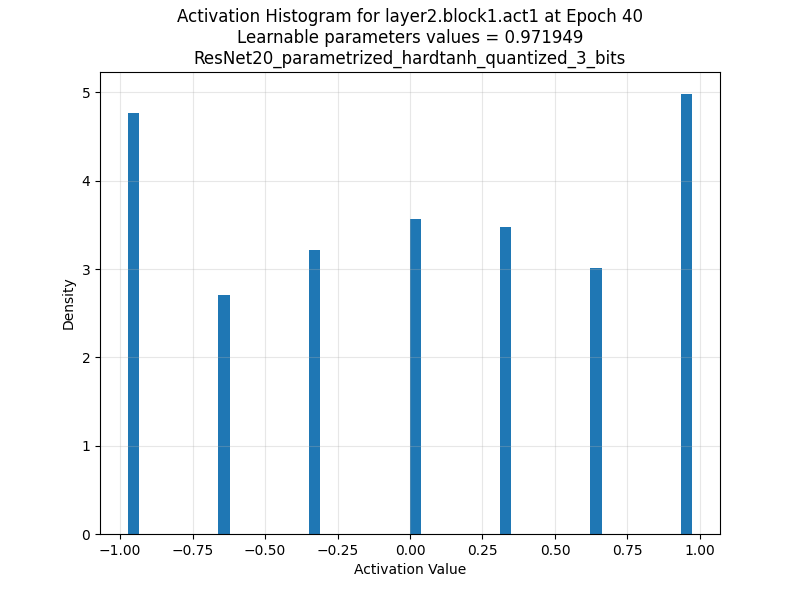 Activation Histogram for layer2.block1.act1 at Epoch 40
Learnable parameters values = 0.971949
ResNet20_parametrized_hardtanh_quantized_3_bits
Density
5
4
3
2
1
0
−1.00 −0.75 −0.50 −0.25 0.00 0.25 0.50 0.75 1.00
Activation Value